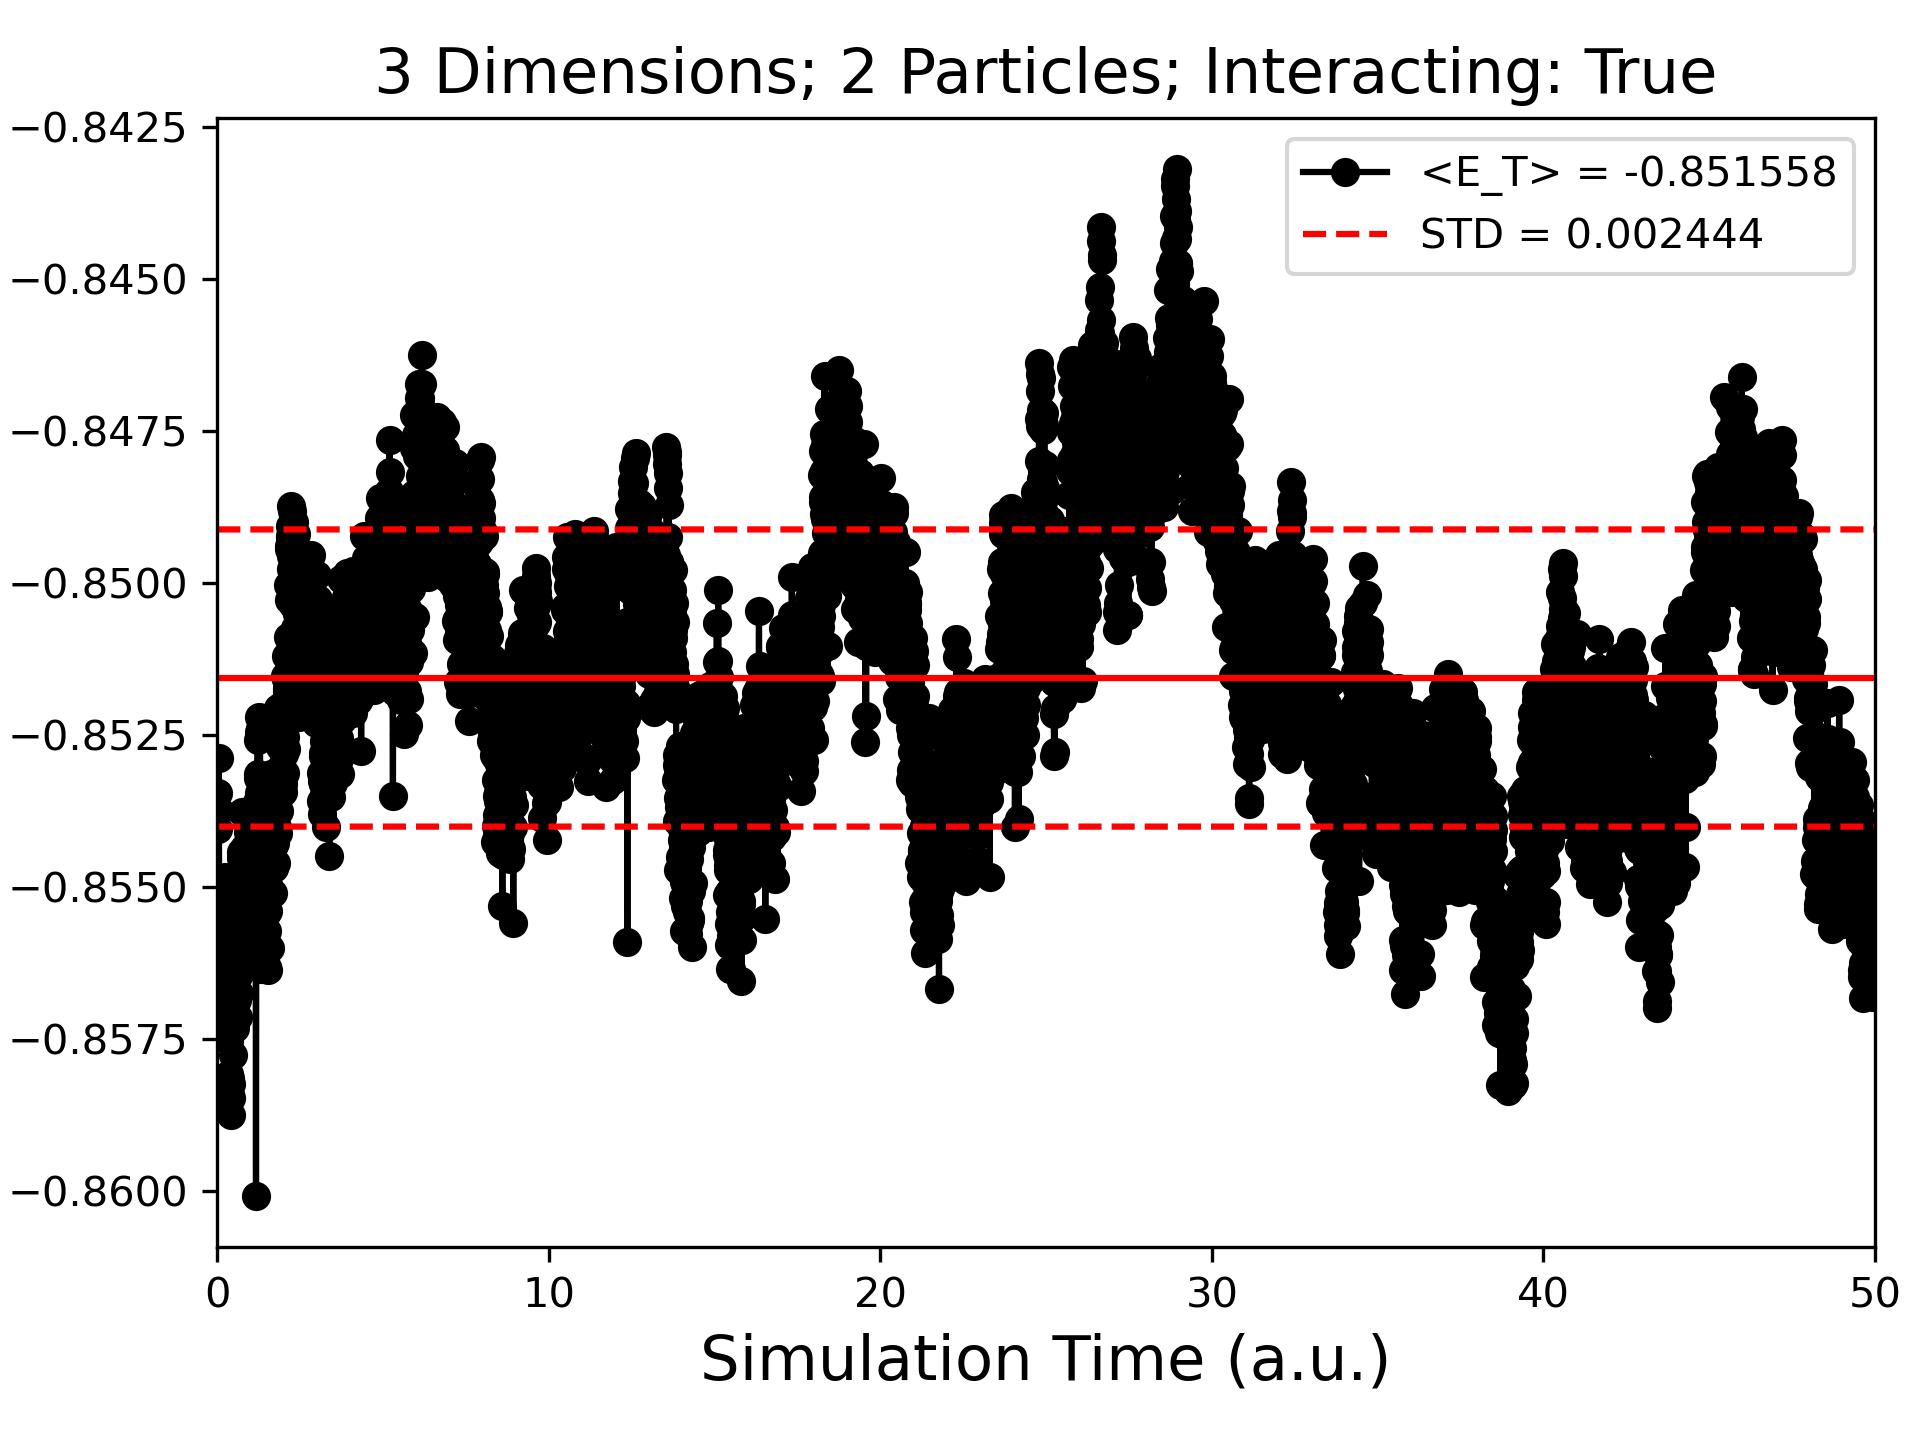 3 Dimensions; 2 Particles; Interacting: True
<E_T> = -0.851558
STD = 0.002444
−0.8425
−0.8450
−0.8475
−0.8500
−0.8525
−0.8550
−0.8575
−0.8600
0 10 20 30 40 50
Simulation Time (a.u.)